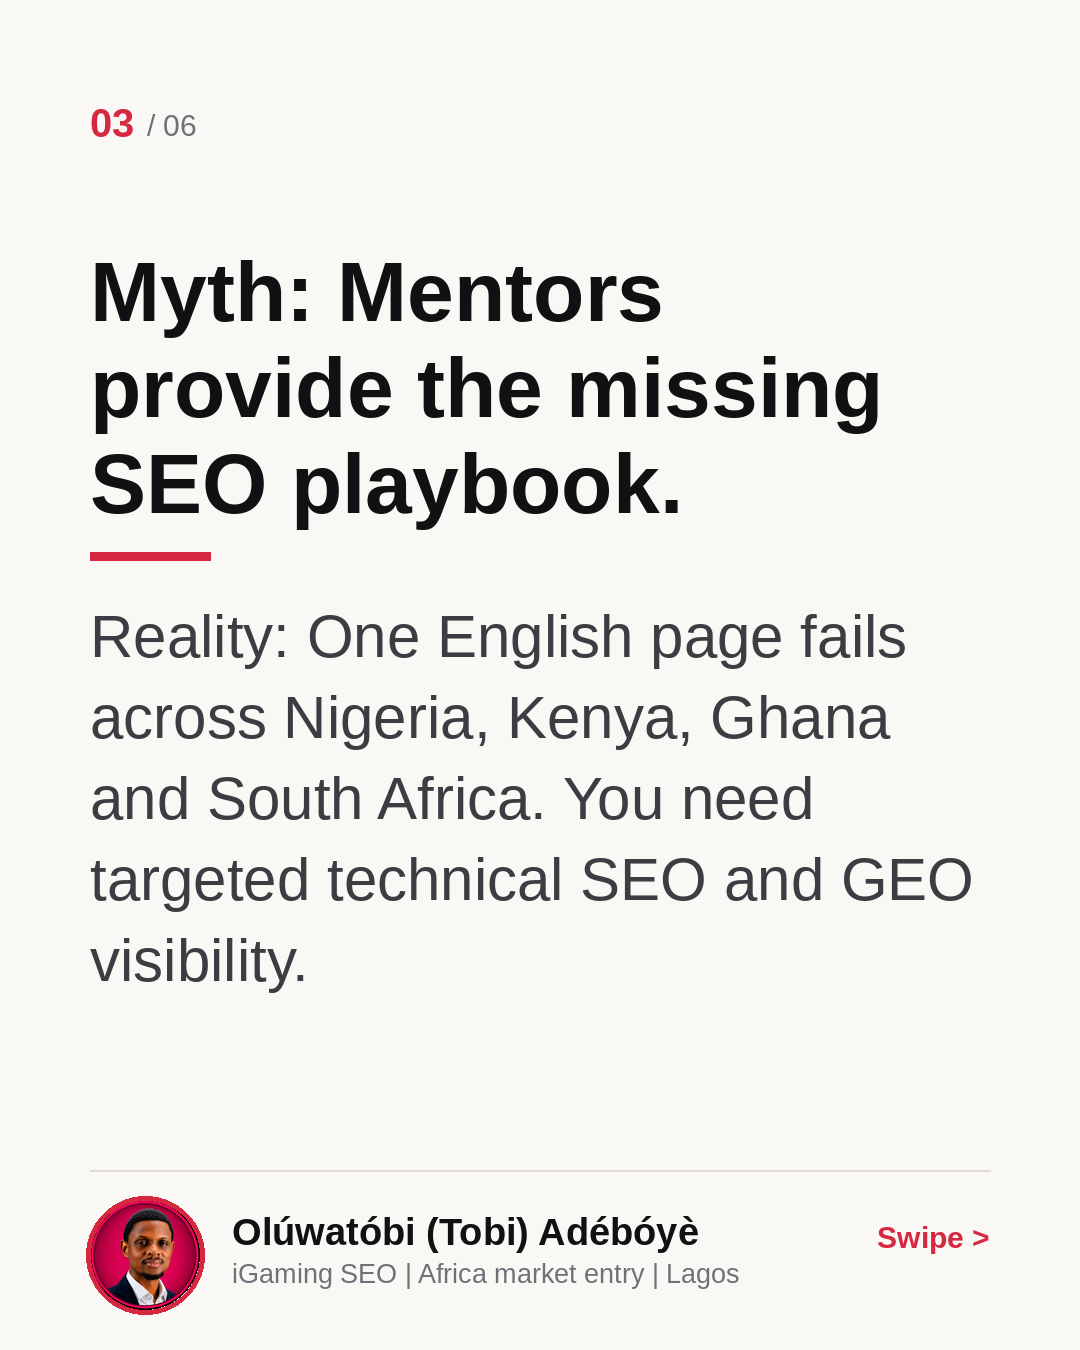 03 / 06
Myth: Mentors
provide the missing
SEO playbook.
Reality: One English page fails
across Nigeria, Kenya, Ghana
and South Africa. You need
targeted technical SEO and GEO
visibility.
Olúwatóbi (Tobi) Adébóyè
iGaming SEO | Africa market entry | Lagos
Swipe >